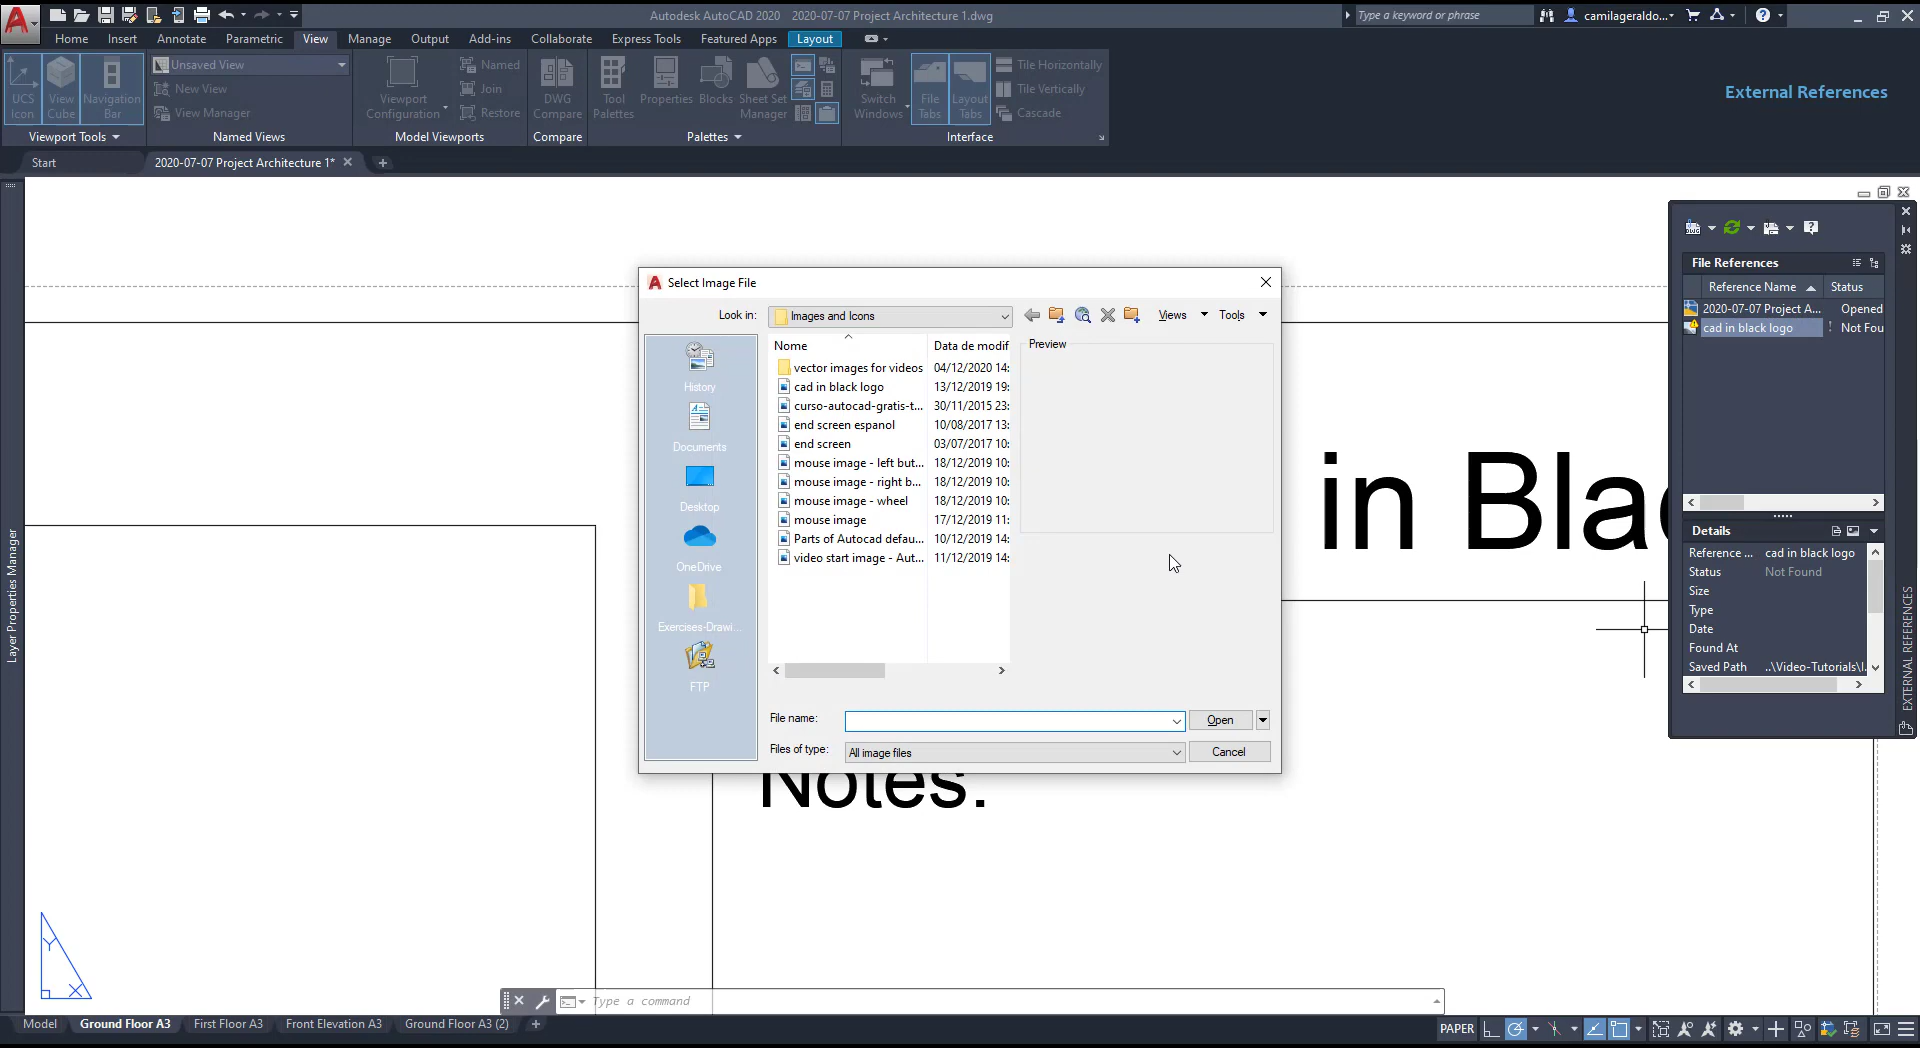 Autodesk AutoCAD 2020 2020-07-07 Project Architecture 1.dwg
Type a keyword or phrase
camilageraldo...
Home Insert Annotate Parametric View Manage Output Add-ins Collaborate Express Tools Featured Apps Layout
Unsaved View
New View
View Manager
UCS Icon
View Cube
Navigation Bar
Viewport Configuration
Named
Join
Restore
DWG Compare
Tool Palettes
Properties
Blocks
Sheet Set Manager
Switch Windows
File Tabs
Layout Tabs
Tile Horizontally
Tile Vertically
Cascade
External References
Viewport Tools Named Views Model Viewports Compare Palettes Interface
Start 2020-07-07 Project Architecture 1*
Select Image File
Look in: Images and Icons Views Tools
Nome Data de modif Preview
vector images for videos 04/12/2020 14:
cad in black logo 13/12/2019 19:
curso-autocad-gratis-t... 30/11/2015 23:
end screen espanol 10/08/2017 13:
end screen 03/07/2017 10:
mouse image - left but... 18/12/2019 10:
mouse image - right b... 18/12/2019 10:
mouse image - wheel 18/12/2019 10:
mouse image 17/12/2019 11:
Parts of Autocad defau... 10/12/2019 14:
video start image - Aut... 11/12/2019 14:
History
Documents
Desktop
OneDrive
Exercises-Drawi...
FTP
File name: Open
Files of type: All image files Cancel
File References
Reference Name Status
2020-07-07 Project A... Opened
cad in black logo ! Not Fou
Details
Reference ... cad in black logo
Status Not Found
Size
Type
Date
Found At
Saved Path ..\Video-Tutorials\I.
EXTERNAL REFERENCES
Layer Properties Manager
in Blac
Notes:
Y
X
Type a command
Model Ground Floor A3 First Floor A3 Front Elevation A3 Ground Floor A3 (2)
PAPER